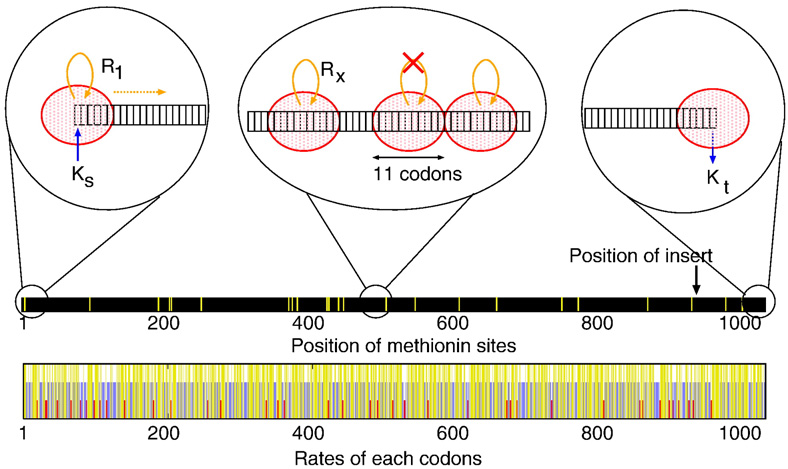 R1
Rx
Ks
11 codons
Kt
Position of insert
1 200 400 600 800 1000
Position of methionin sites
1 200 400 600 800 1000
Rates of each codons